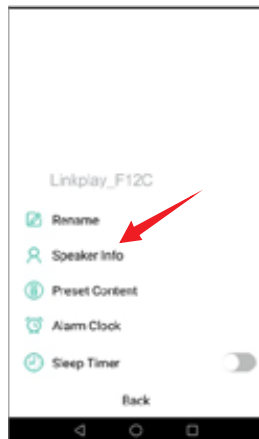 Linkplay_F12C
Rename
Speaker Info
Preset Content
Alarm Clock
Sleep Timer
Back